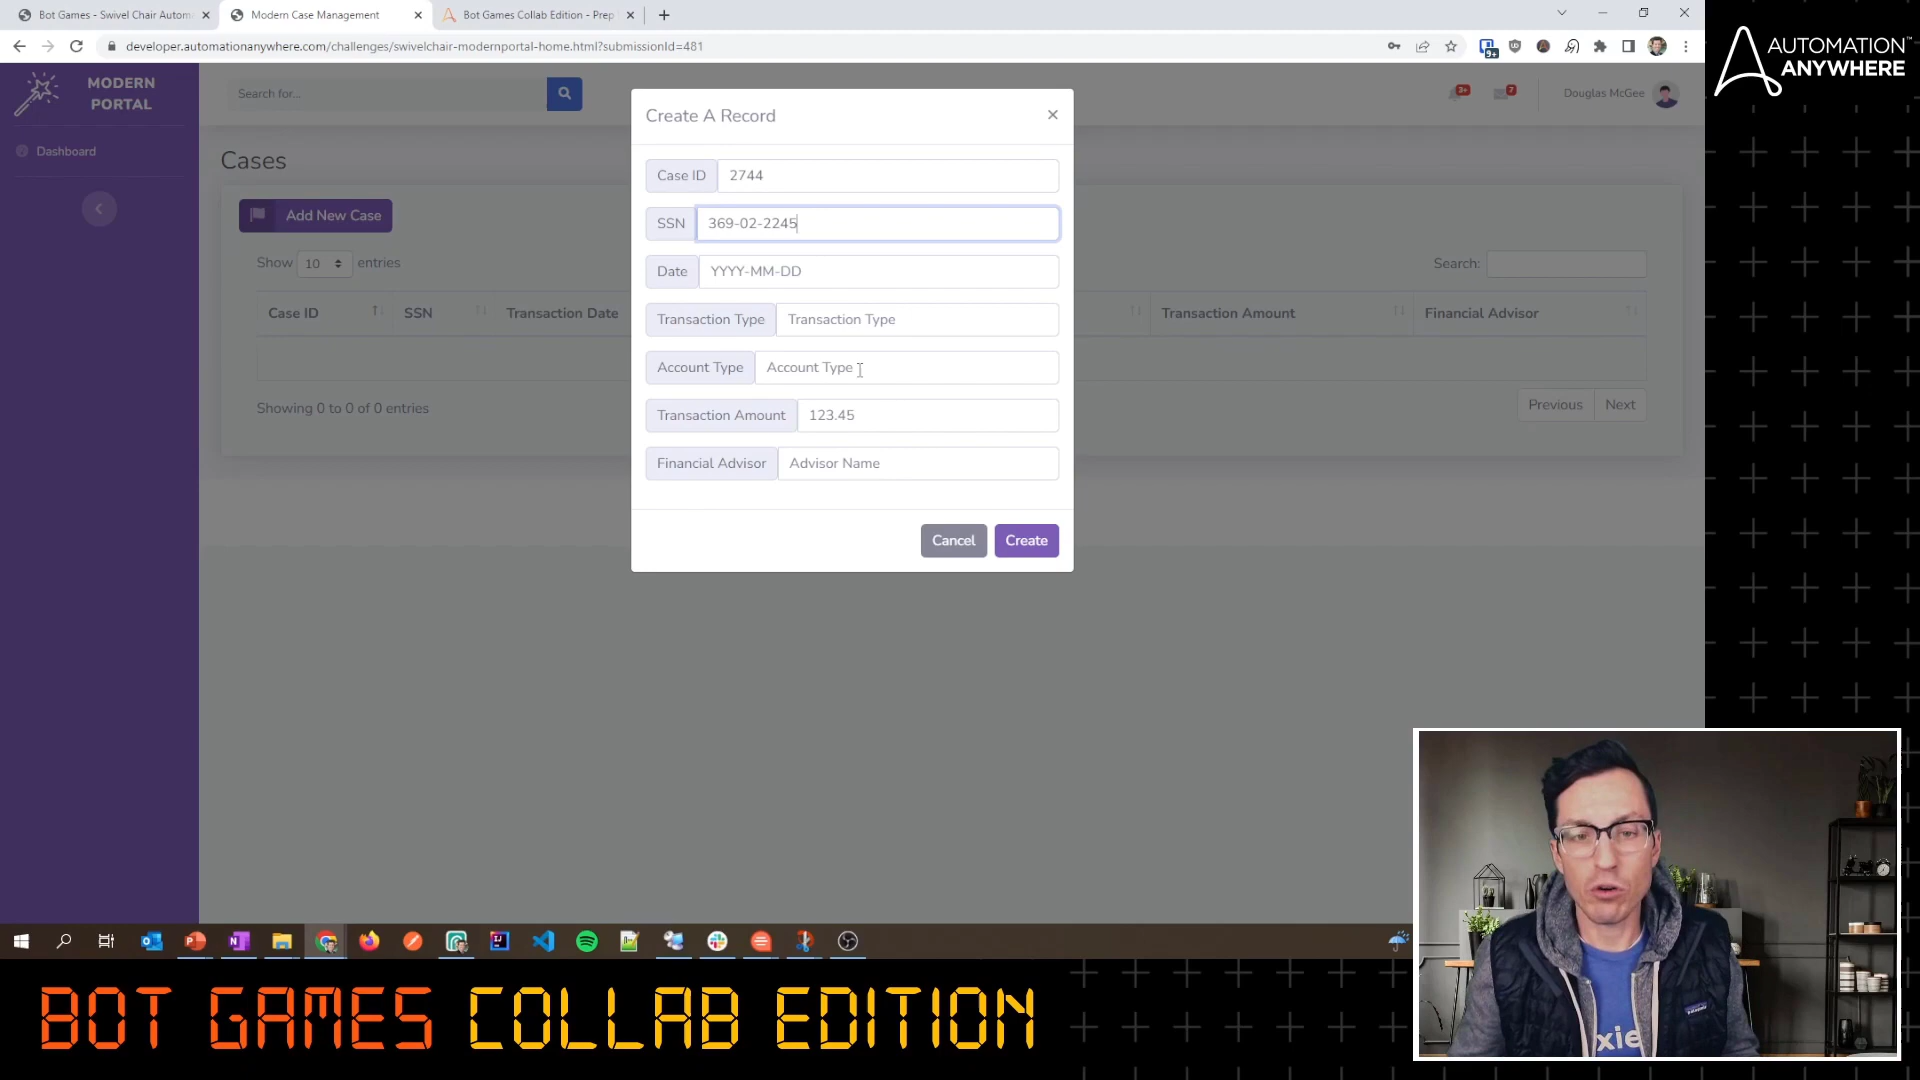 Bot Games - Swivel Chair Autom
Modern Case Management
Bot Games Collab Edition - Prep
developer.automationanywhere.com/challenges/swivelchair-modernportal-home.html?submissionId=481
9+
AUTOMATION
ANYWHERE
MODERN
PORTAL
Search for...
3+
7
Douglas McGee
Dashboard
Cases
Add New Case
Show 10 entries
Search:
Case ID
SSN
Transaction Date
Transaction Amount
Financial Advisor
Showing 0 to 0 of 0 entries
Previous
Next
Create A Record
Case ID 2744
SSN 369-02-2245
Date YYYY-MM-DD
Transaction Type Transaction Type
Account Type Account Type
Transaction Amount 123.45
Financial Advisor Advisor Name
Cancel
Create
xie
BOT GAMES COLLAB EDITION